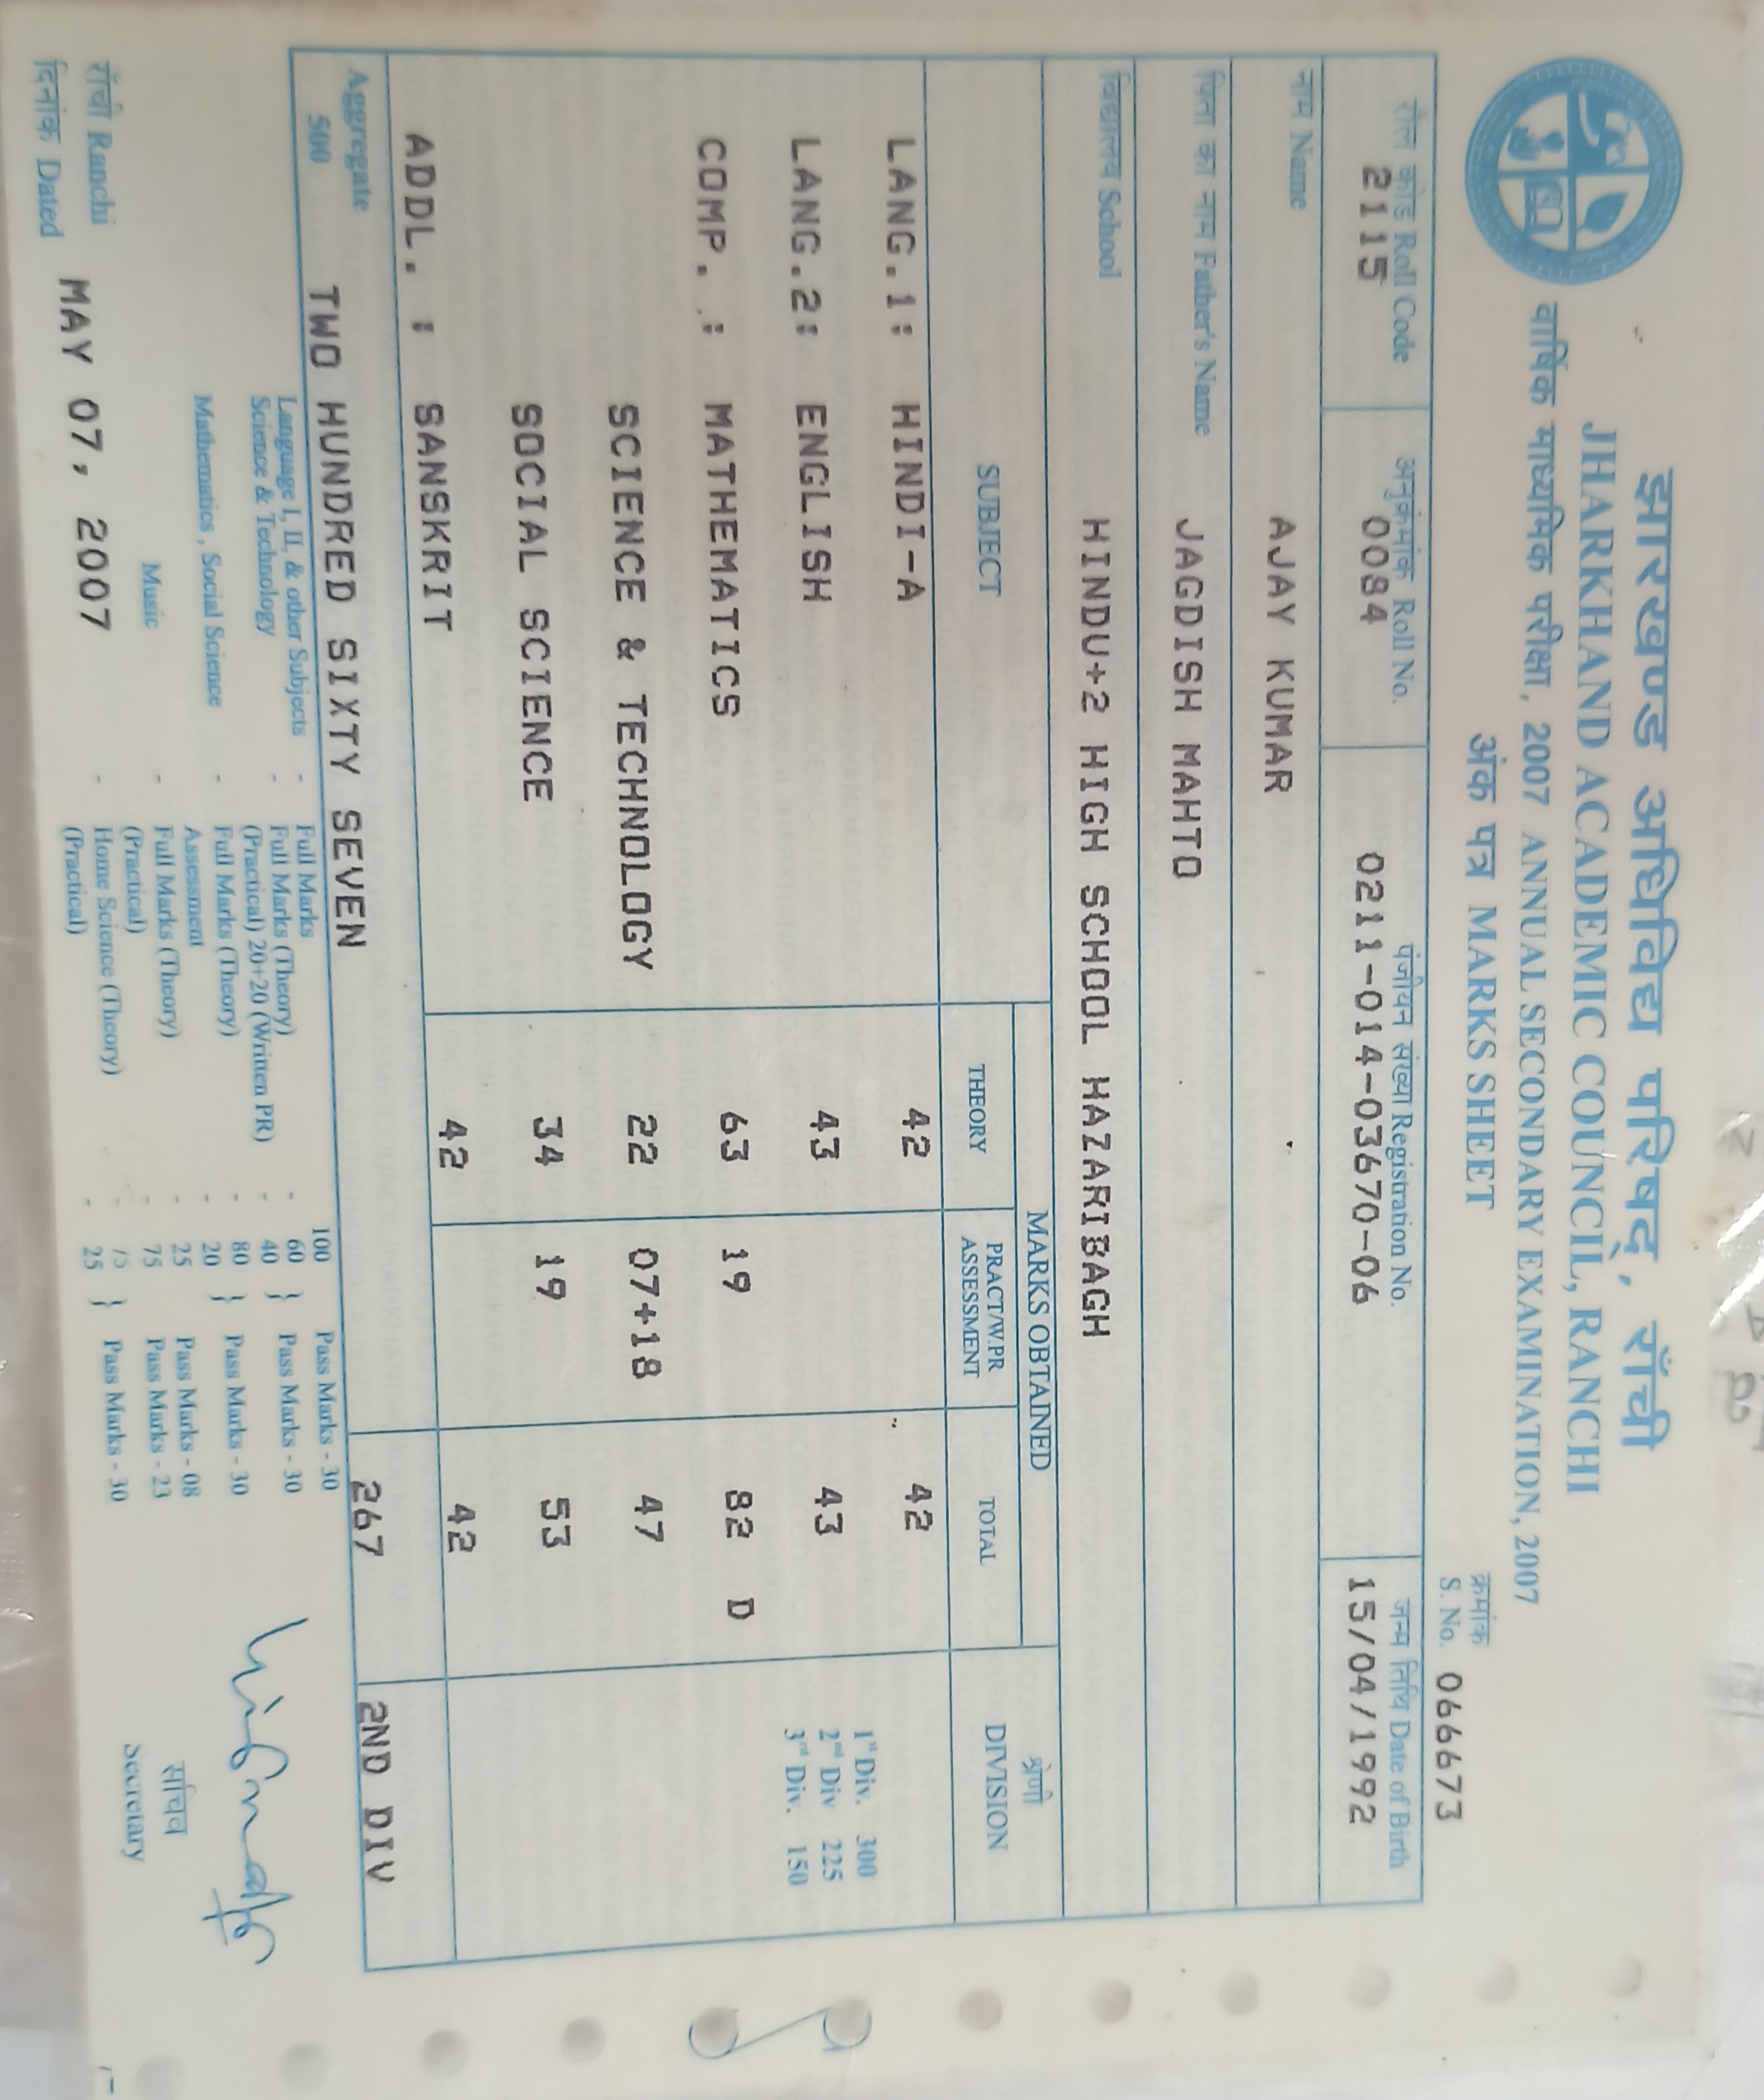 झारखण्ड अधिविद्य परिषद्, राँची
JHARKHAND ACADEMIC COUNCIL, RANCHI
वार्षिक माध्यमिक परीक्षा, 2007 ANNUAL SECONDARY EXAMINATION, 2007
अंक पत्र MARKS SHEET
क्रमांक
S. No. 066673
रोल कोड Roll Code अनुक्रमांक Roll No. पंजीयन संख्या Registration No. जन्म तिथि Date of Birth
2115 0084 0211-014-03670-06 15/04/1992
नाम Name AJAY KUMAR
पिता का नाम Father's Name JAGDISH MAHTO
विद्यालय School HINDU+2 HIGH SCHOOL HAZARIBAGH
MARKS OBTAINED श्रेणी
SUBJECT THEORY PRACT/W.PR ASSESSMENT TOTAL DIVISION
LANG.1: HINDI-A 42 42
1st Div. 300
2nd Div 225
3rd Div. 150
LANG.2: ENGLISH 43 43
COMP. : MATHEMATICS 63 19 82 D
SCIENCE & TECHNOLOGY 22 07+18 47
SOCIAL SCIENCE 34 19 53
ADDL. : SANSKRIT 42 42
Aggregate
500 TWO HUNDRED SIXTY SEVEN 267 2ND DIV
Language I, II, & other Subjects - Full Marks - 100 Pass Marks - 30
Science & Technology - Full Marks (Theory) - 60 } Pass Marks - 30
(Practical) 20+20 (Written PR) - 40
Mathematics, Social Science - Full Marks (Theory) - 80 } Pass Marks - 30
Assessment - 20
Music - Full Marks (Theory) - 25 Pass Marks - 08
(Practical) - 75 Pass Marks - 23
- Home Science (Theory) - 75 } Pass Marks - 30
(Practical) - 25
राँची Ranchi
दिनांक Dated MAY 07, 2007
सचिव
Secretary